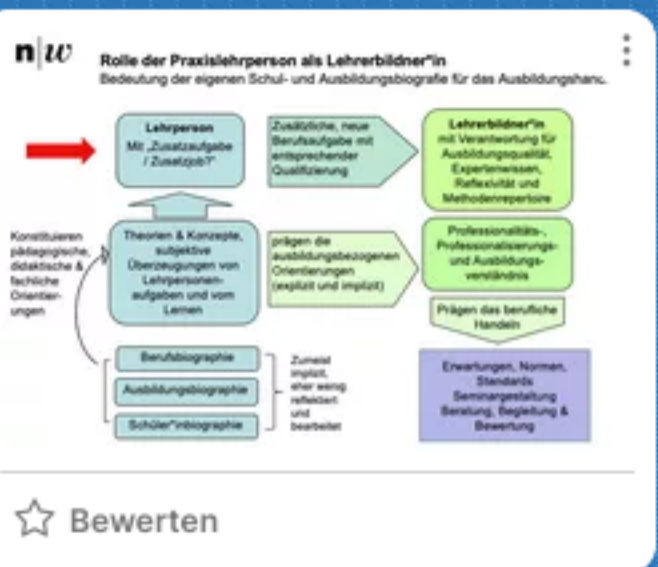 n|w
Rolle der Praxislehrperson als Lehrerbildner*in
Bedeutung der eigenen Schul- und Ausbildungsbiografie für das Ausbildungshand
Lehrperson
Mit „Zusatzaufgabe
/ Zusatzjob?"
Zusätzliche, neue
Berufsaufgabe mit
entsprechender
Qualifizierung
Lehrerbildner*in
mit Verantwortung für
Ausbildungsqualität,
Expertenwissen,
Reflexivität und
Methodenrepertoire
Konstituieren
pädagogische,
didaktische &
fachliche
Orientier-
ungen
Theorien & Konzepte,
subjektive
Überzeugungen von
Lehrpersonen-
aufgaben und vom
Lernen
prägen die
ausbildungsbezogenen
Orientierungen
(explizit und implizit)
Professionalitäts-,
Professionalisierungs-
und Ausbildungs-
verständnis
Prägen das berufliche
Handeln
Berufsbiographie
Ausbildungsbiographie
Schüler*inbiographie
Zumeist
implizit,
eher wenig
reflektiert
und
bearbeitet
Erwartungen, Normen,
Standards
Seminargestaltung
Beratung, Begleitung &
Bewertung
Bewerten